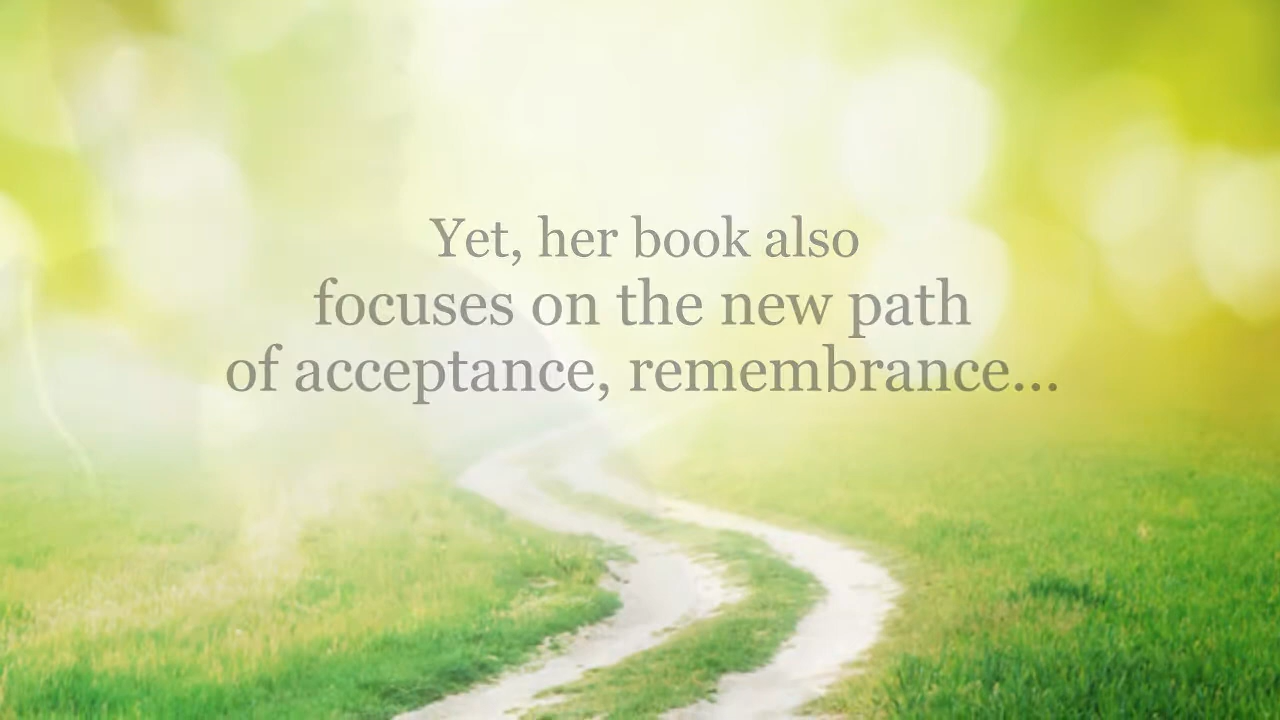 Yet, her book also
focuses on the new path
of acceptance, remembrance...